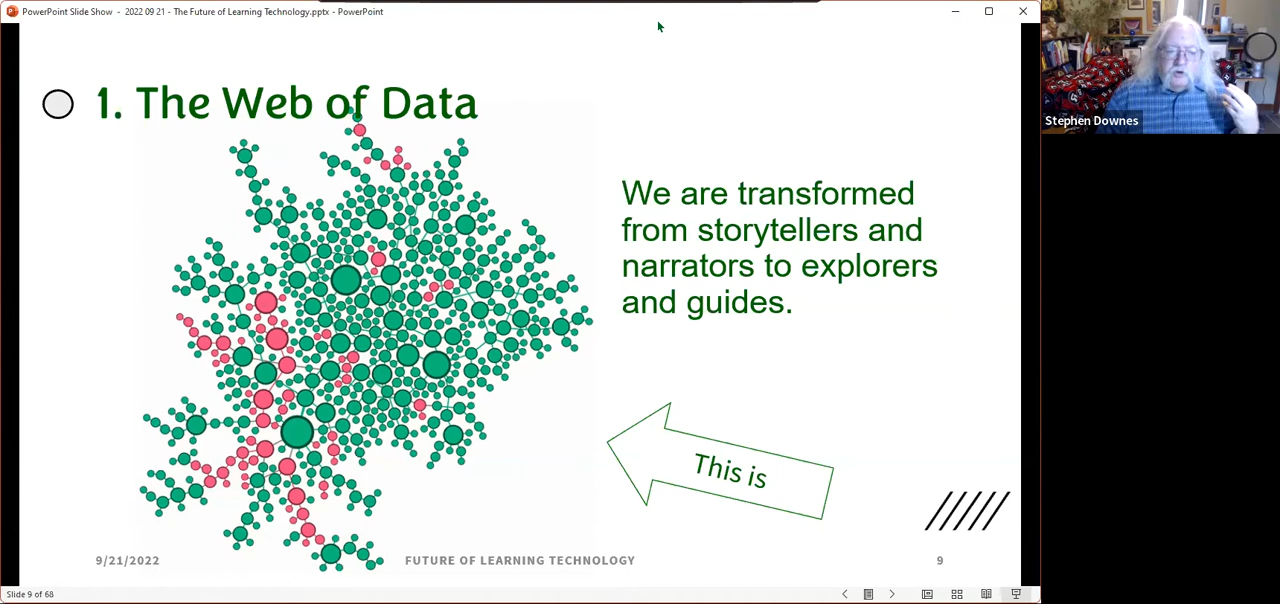 PowerPoint Slide Show - 2022 09 21 - The Future of Learning Technology.pptx - PowerPoint
1. The Web of Data
We are transformed
from storytellers and
narrators to explorers
and guides.
This is
9/21/2022
FUTURE OF LEARNING TECHNOLOGY
9
Slide 9 of 68
Stephen Downes